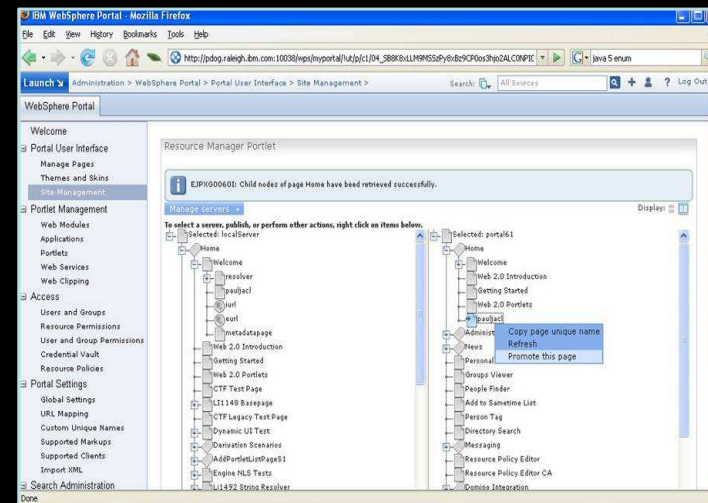 IBM WebSphere Portal - Mozilla Firefox
File Edit View History Bookmarks Tools Help
http://pdog.raleigh.ibm.com:10038/wps/myportal/!ut/p/c1/04_
java 5 enum
Launch Administration > WebSphere Portal > Portal User Interface > Site Management > Search: All Sources ? Log Out
WebSphere Portal
Welcome
Portal User Interface
Manage Pages
Themes and Skins
Site Management
Portlet Management
Web Modules
Applications
Portlets
Web Services
Web Clipping
Access
Users and Groups
Resource Permissions
User and Group Permissions
Credential Vault
Resource Policies
Portal Settings
Global Settings
URL Mapping
Custom Unique Names
Supported Markups
Supported Clients
Import XML
Search Administration
Resource Manager Portlet
EJPXG0060I: Child nodes of page Home have beed retrieved successfully.
Manage servers
Display:
To select a server, publish, or perform other actions, right click on items below.
Selected: localServer
Home
Welcome
resolver
pauljacl
iurl
eurl
metadatapage
Web 2.0 Introduction
Getting Started
Web 2.0 Portlets
CTF Test Page
LI1148 Basepage
CTF Legacy Test Page
Dynamic UI Test
Derivation Scenarios
AddPortletListPageS1
Engine NLS Tests
Li1492 String Resolver
Selected: portal61
Home
Welcome
Web 2.0 Introduction
Getting Started
Web 2.0 Portlets
pauljacl
Copy page unique name
Refresh
Promote this page
Administ
News
Personal
Groups Viewer
People Finder
Add to Sametime List
Person Tag
Directory Search
Messaging
Resource Policy Editor
Resource Policy Editor CA
Domino Integration
Done